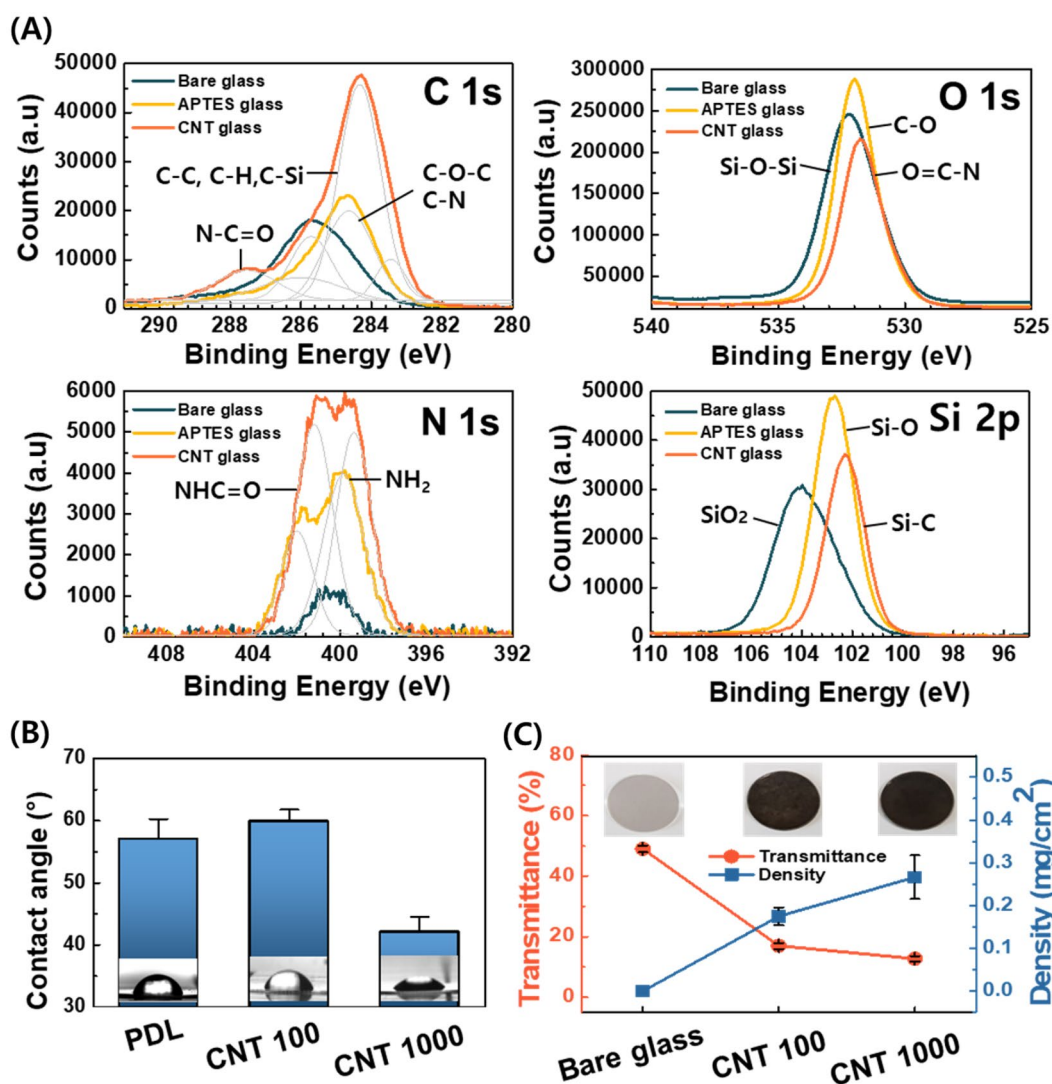 (A)
50000
40000
30000
20000
10000
0
Counts (a.u)
Bare glass
APTES glass
CNT glass
C 1s
C-C, C-H,C-Si
C-O-C
C-N
N-C=O
290 288 286 284 282 280
Binding Energy (eV)
300000
250000
200000
150000
100000
50000
0
Counts (a.u)
Bare glass
APTES glass
CNT glass
O 1s
C-O
Si-O-Si
O=C-N
540 535 530 525
Binding Energy (eV)
6000
5000
4000
3000
2000
1000
0
Counts (a.u)
Bare glass
APTES glass
CNT glass
N 1s
NHC=O
NH2
408 404 400 396 392
Binding Energy (eV)
50000
40000
30000
20000
10000
0
Counts (a.u)
Bare glass
APTES glass
CNT glass
Si 2p
Si-O
SiO2
Si-C
110 108 106 104 102 100 98 96
Binding Energy (eV)
(B)
70
60
50
40
30
Contact angle (°)
PDL
CNT 100
CNT 1000
(C)
80
60
40
20
0
Transmittance (%)
Transmittance
Density
0.5
0.4
0.3
0.2
0.1
0.0
Density (mg/cm2)
Bare glass
CNT 100
CNT 1000